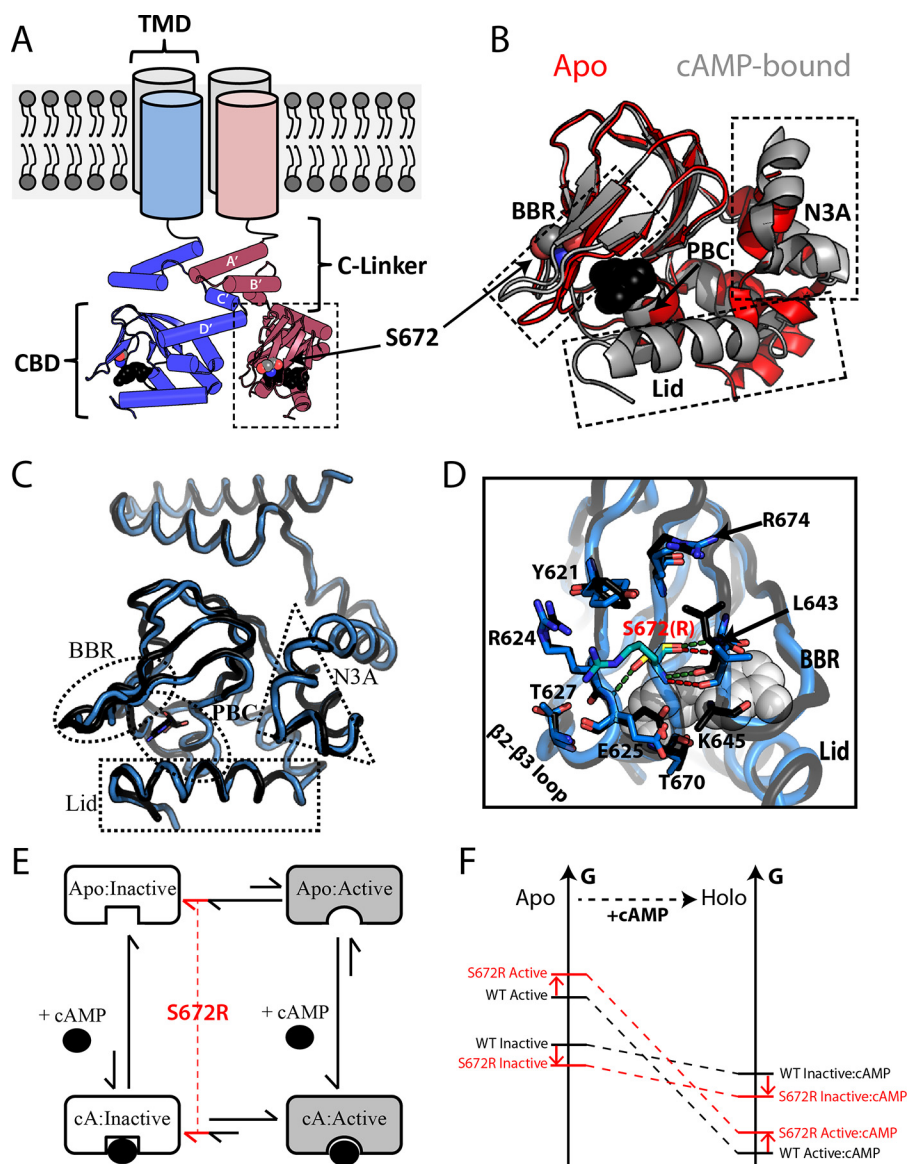 A
TMD
A′
B′
C′
D′
C-Linker
CBD
S672
B
Apo
cAMP-bound
BBR
PBC
N3A
Lid
C
BBR
PBC
N3A
Lid
D
R674
Y621
L643
S672(R)
R624
BBR
T627
E625
K645
T670
Lid
β2-β3 loop
E
Apo:Inactive
Apo:Active
+ cAMP
S672R
+ cAMP
cA:Inactive
cA:Active
F
G
G
Apo
Holo
+cAMP
S672R Active
WT Active
WT Inactive
S672R Inactive
WT Inactive:cAMP
S672R Inactive:cAMP
S672R Active:cAMP
WT Active:cAMP